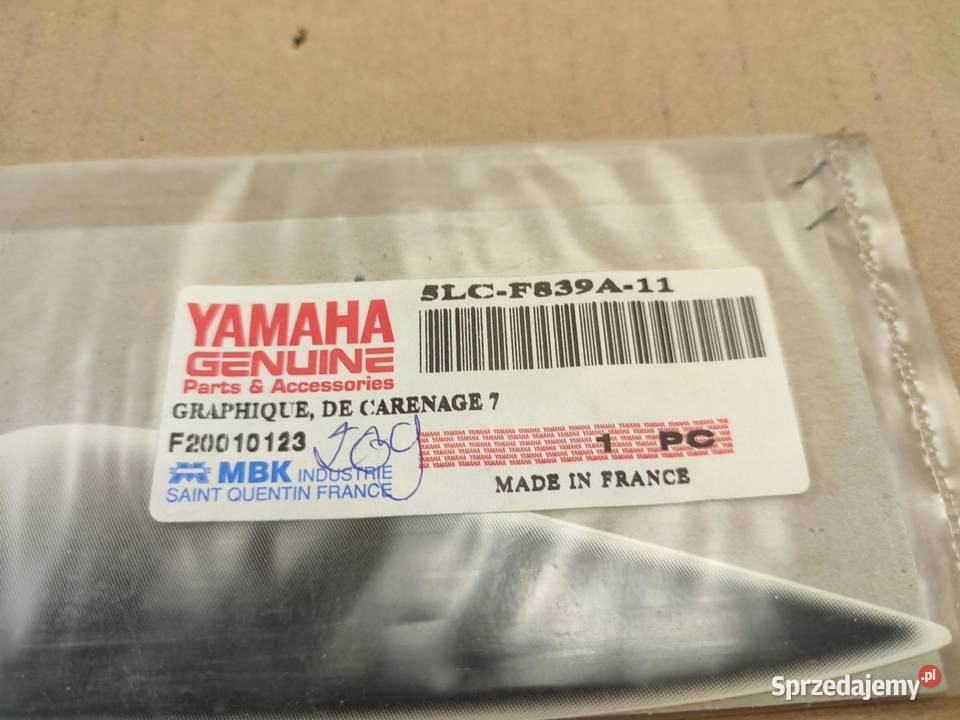 5LC-F839A-11
YAMAHA
GENUINE
Parts & Accessories
GRAPHIQUE, DE CARENAGE 7
F20010123
1 PC
MBK INDUSTRIE
SAINT QUENTIN FRANCE
MADE IN FRANCE
Sprzedajemy.pl